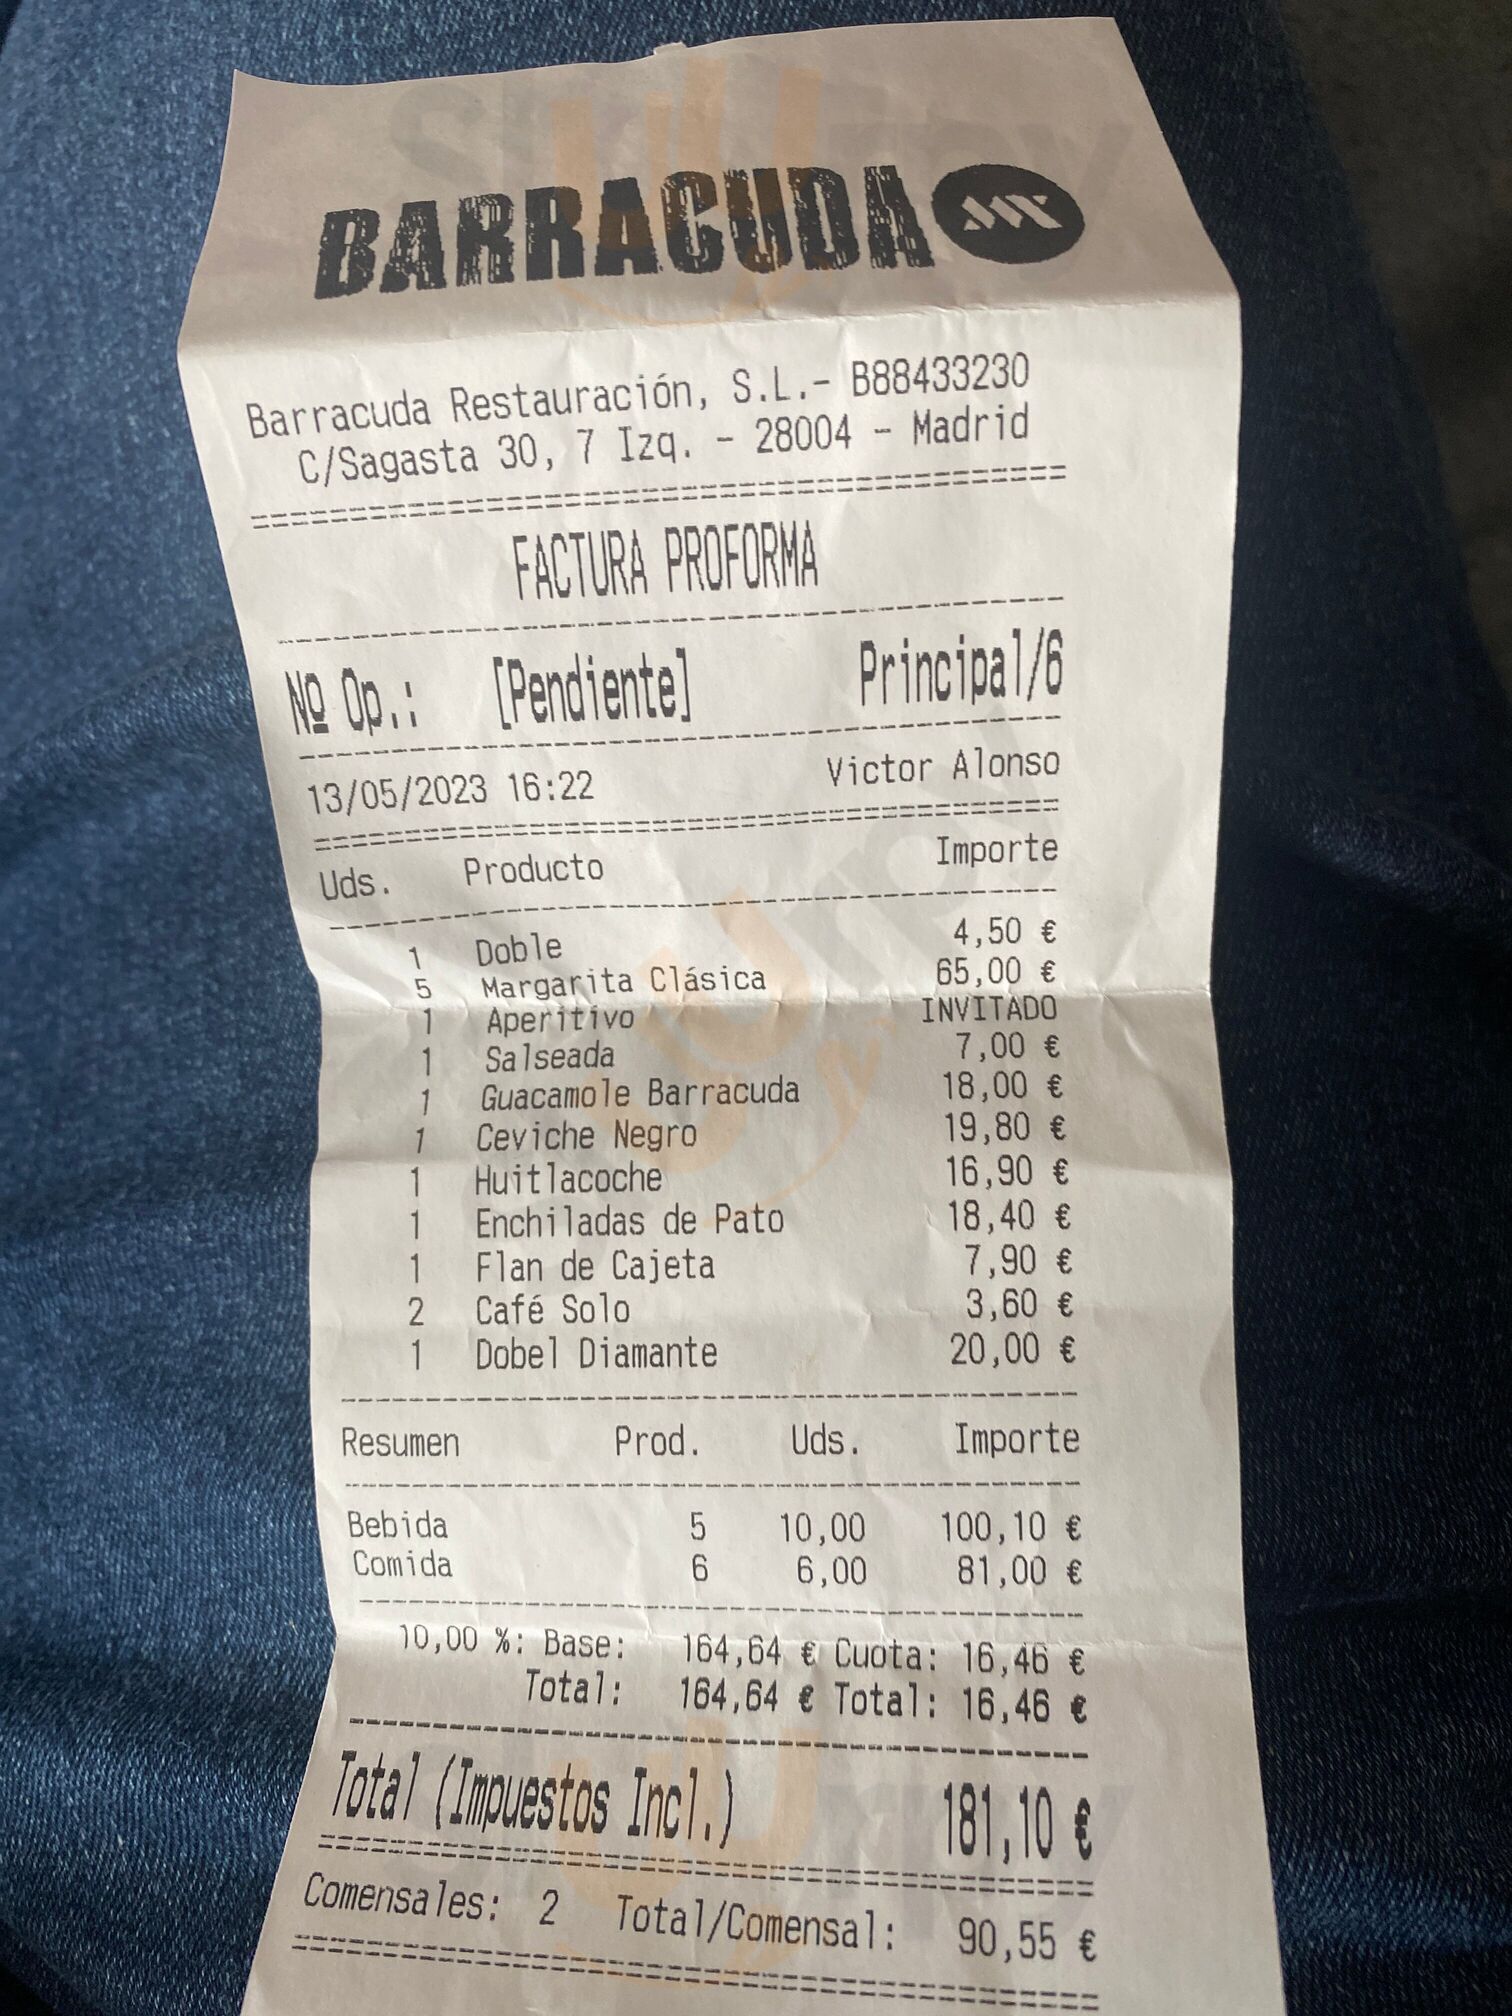 BARRACUDA MX
Barracuda Restauración, S.L.- B88433230
C/Sagasta 30, 7 Izq. - 28004 - Madrid
FACTURA PROFORMA
Nº Op.: [Pendiente] Principal/6
13/05/2023 16:22 Victor Alonso
Uds. Producto Importe
1 Doble 4,50 €
5 Margarita Clásica 65,00 €
1 Aperitivo INVITADO
1 Salseada 7,00 €
1 Guacamole Barracuda 18,00 €
1 Ceviche Negro 19,80 €
1 Huitlacoche 16,90 €
1 Enchiladas de Pato 18,40 €
1 Flan de Cajeta 7,90 €
2 Café Solo 3,60 €
1 Dobel Diamante 20,00 €
Resumen Prod. Uds. Importe
Bebida 5 10,00 100,10 €
Comida 6 6,00 81,00 €
10,00 %: Base: 164,64 € Cuota: 16,46 €
Total: 164,64 € Total: 16,46 €
Total (Impuestos Incl.) 181,10 €
Comensales: 2 Total/Comensal: 90,55 €